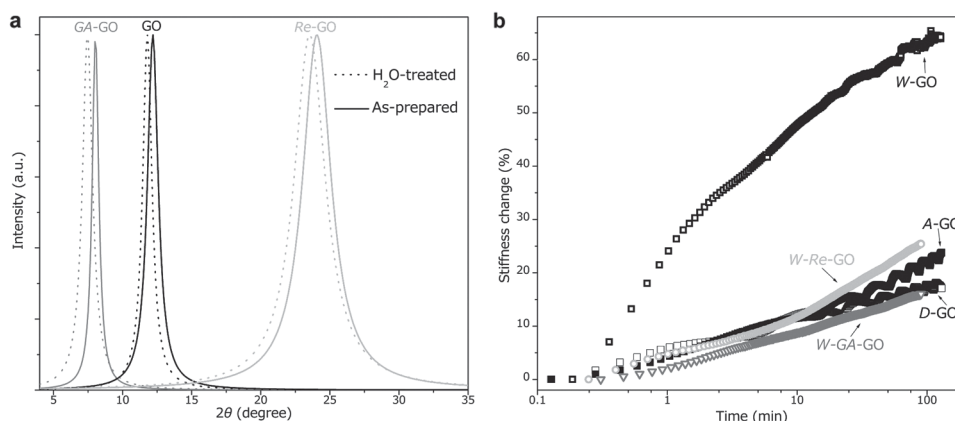 a
GA-GO
GO
Re-GO
H₂O-treated
As-prepared
Intensity (a.u.)
5
10
15
20
25
30
35
2θ (degree)
b
60
50
40
30
20
10
0
Stiffness change (%)
W-GO
A-GO
W-Re-GO
D-GO
W-GA-GO
0.1
1
10
100
Time (min)